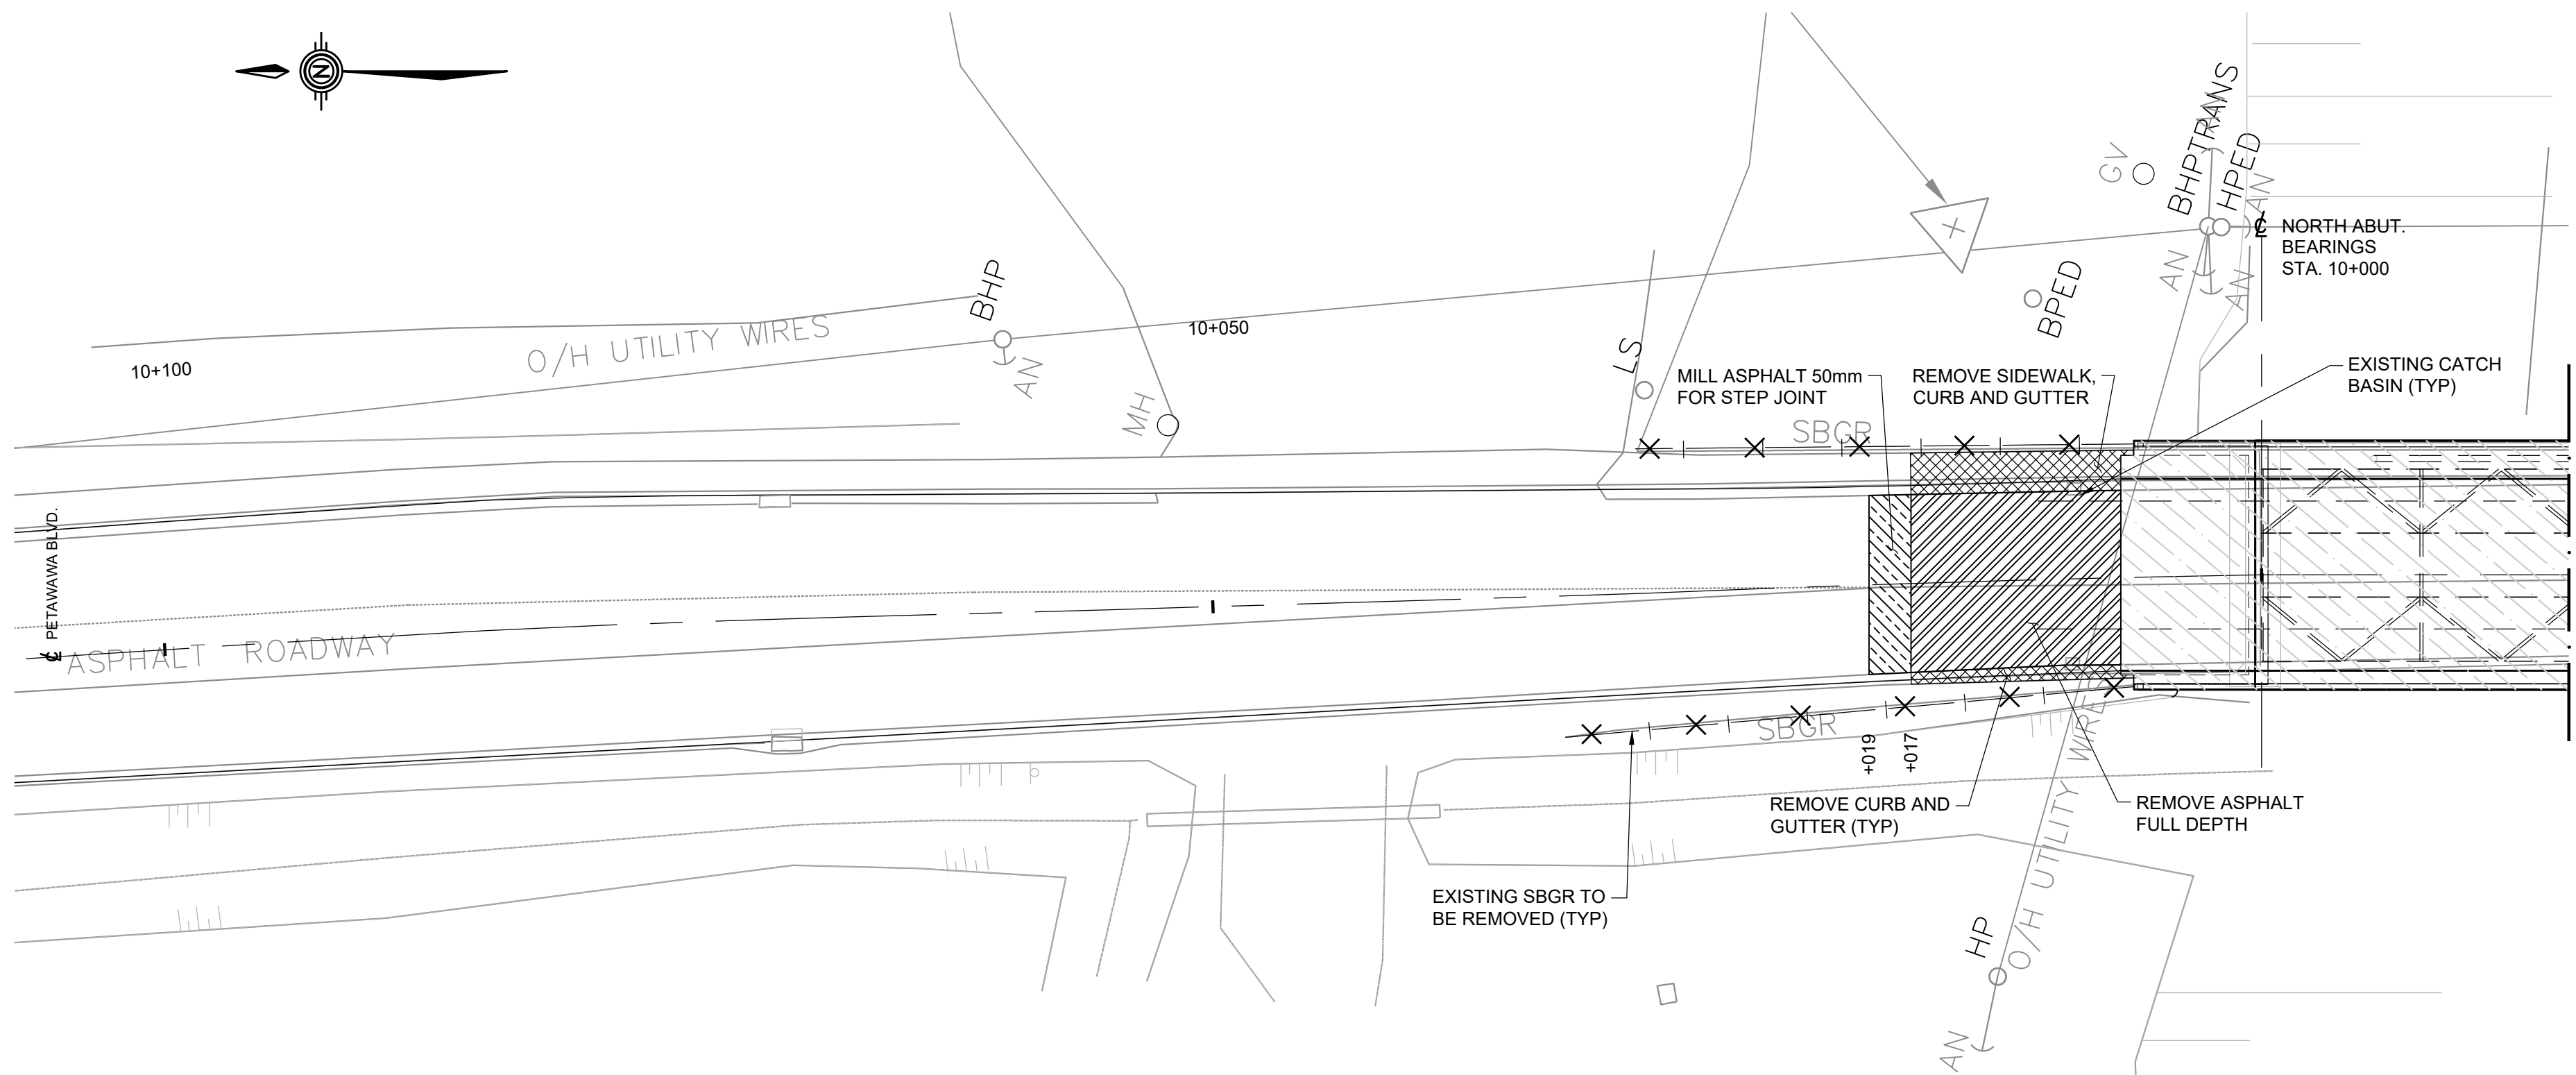 N
BHPTRANS
AN
HPED
GV
AN
℄ NORTH ABUT.
BEARINGS
STA. 10+000
AN
AN
BPED
BHP
AN
O/H UTILITY WIRES
10+050
10+100
LS
MH
MILL ASPHALT 50mm
FOR STEP JOINT
REMOVE SIDEWALK,
CURB AND GUTTER
EXISTING CATCH
BASIN (TYP)
SBGR
℄ PETAWAWA BLVD.
ASPHALT ROADWAY
SBGR
+019
+017
REMOVE CURB AND
GUTTER (TYP)
REMOVE ASPHALT
FULL DEPTH
EXISTING SBGR TO
BE REMOVED (TYP)
HP
O/H UTILITY WIRES
AN